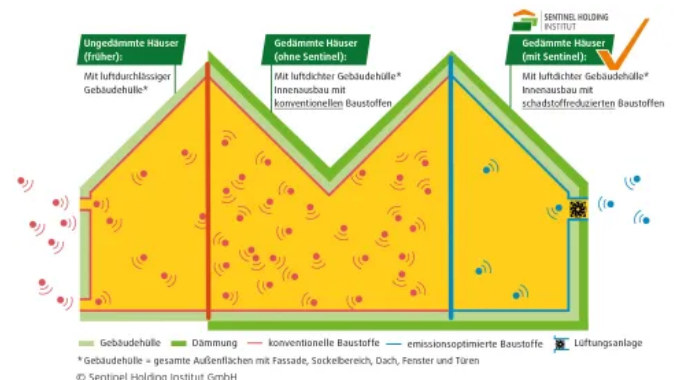 SENTINEL HOLDING
INSTITUT
Ungedämmte Häuser
(früher):
Mit luftdurchlässiger
Gebäudehülle*
Gedämmte Häuser
(ohne Sentinel):
Mit luftdichter Gebäudehülle*
Innenausbau mit
konventionellen Baustoffen
Gedämmte Häuser
(mit Sentinel):
Mit luftdichter Gebäudehülle*
Innenausbau mit
schadstoffreduzierten Baustoffen
Gebäudehülle Dämmung konventionelle Baustoffe emissionsoptimierte Baustoffe Lüftungsanlage
* Gebäudehülle = gesamte Außenflächen mit Fassade, Sockelbereich, Dach, Fenster und Türen
© Sentinel Holding Institut GmbH